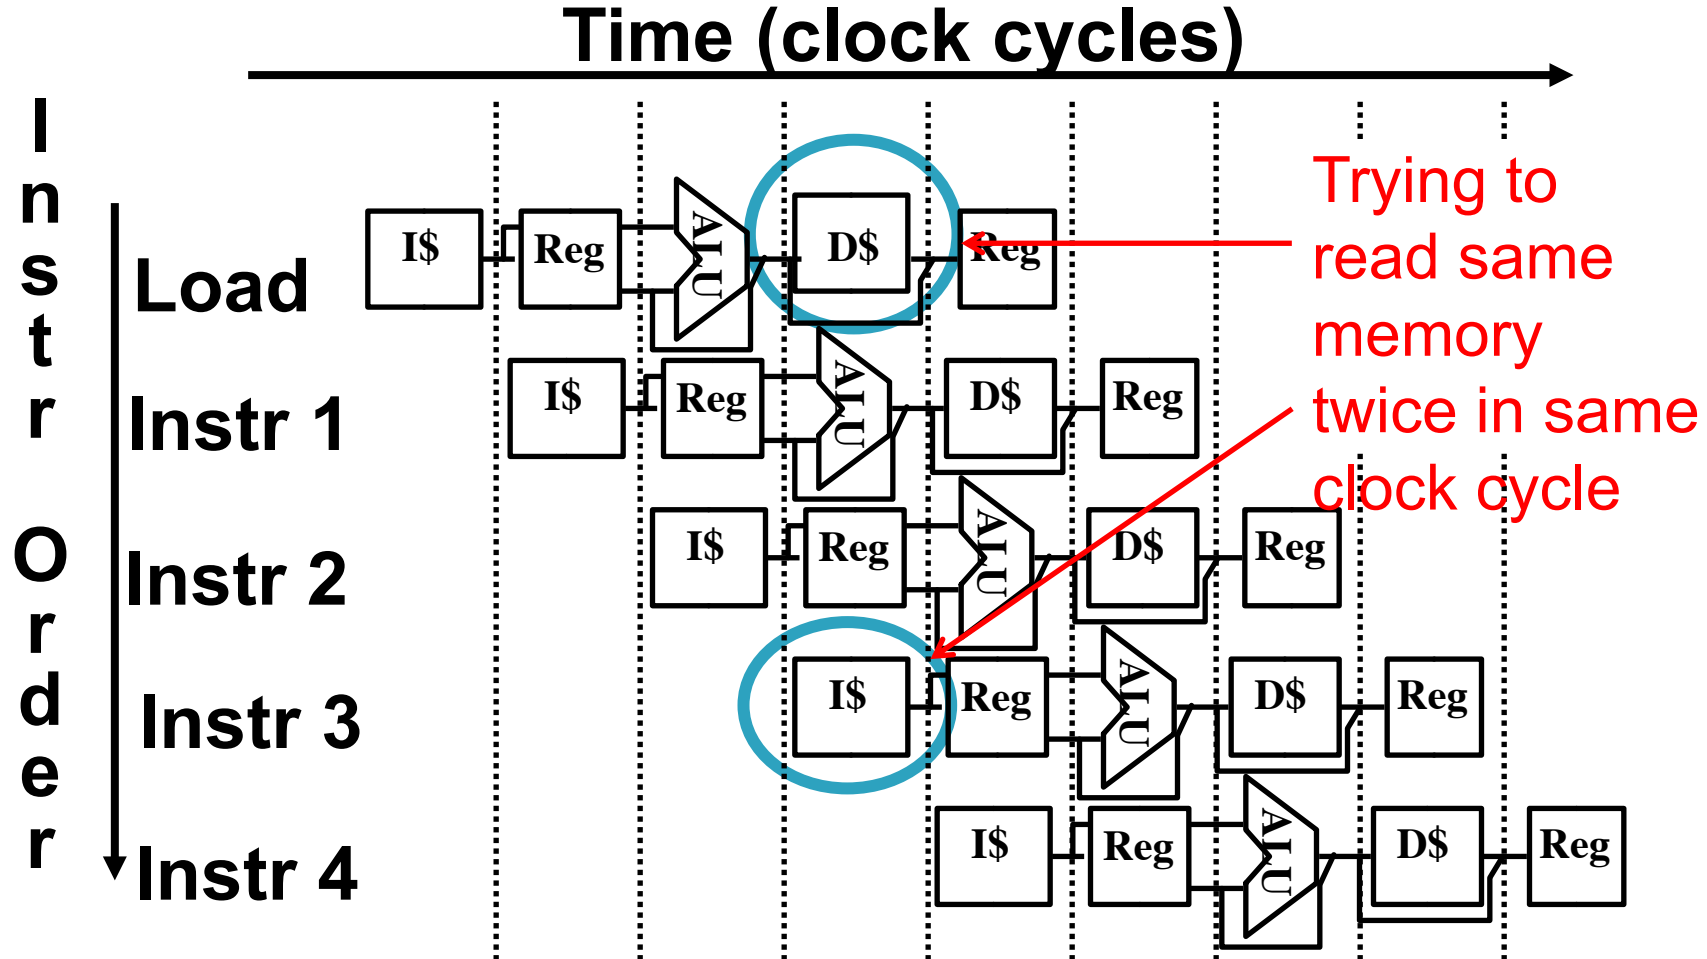 Time (clock cycles)
Instr Order
Trying to
read same
memory
twice in same
clock cycle
Load I$ Reg ALU D$ Reg
Instr 1 I$ Reg ALU D$ Reg
Instr 2 I$ Reg ALU D$ Reg
Instr 3 I$ Reg ALU D$ Reg
Instr 4 I$ Reg ALU D$ Reg